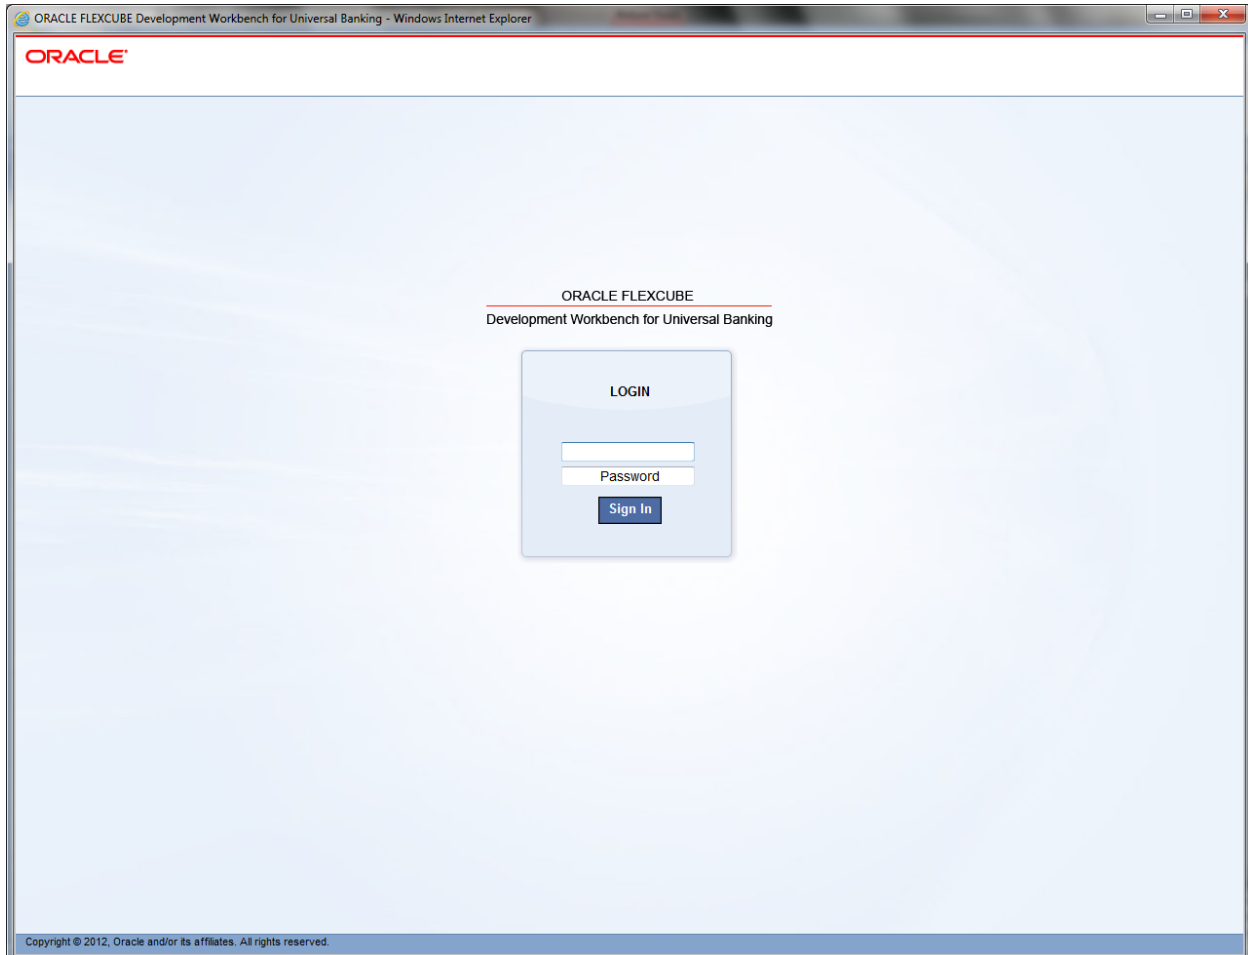 ORACLE FLEXCUBE Development Workbench for Universal Banking - Windows Internet Explorer
ORACLE
ORACLE FLEXCUBE
Development Workbench for Universal Banking
LOGIN
Password
Sign In
Copyright © 2012, Oracle and/or its affiliates. All rights reserved.